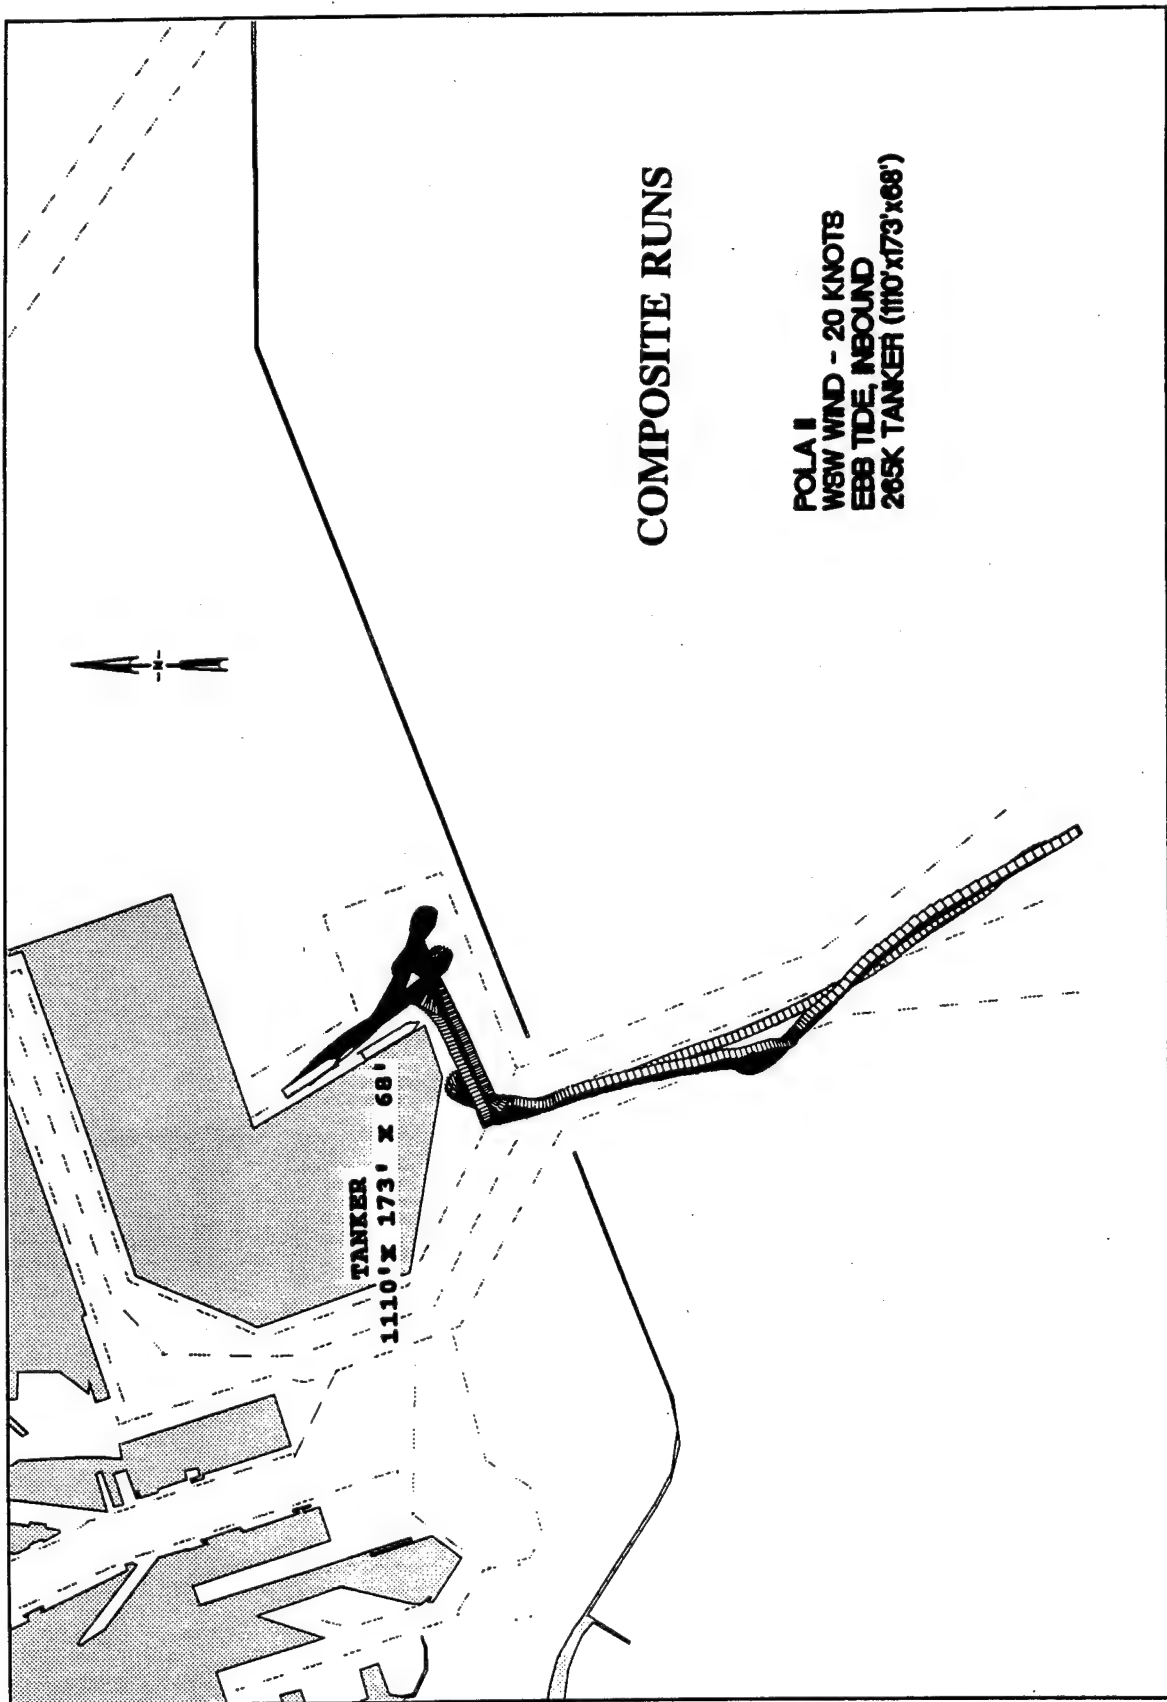 COMPOSITE RUNS
POLA II
WSW WIND - 20 KNOTS
EBB TIDE, INBOUND
265K TANKER (1110'x173'x68')
TANKER
1110'X 173' X 68'
N